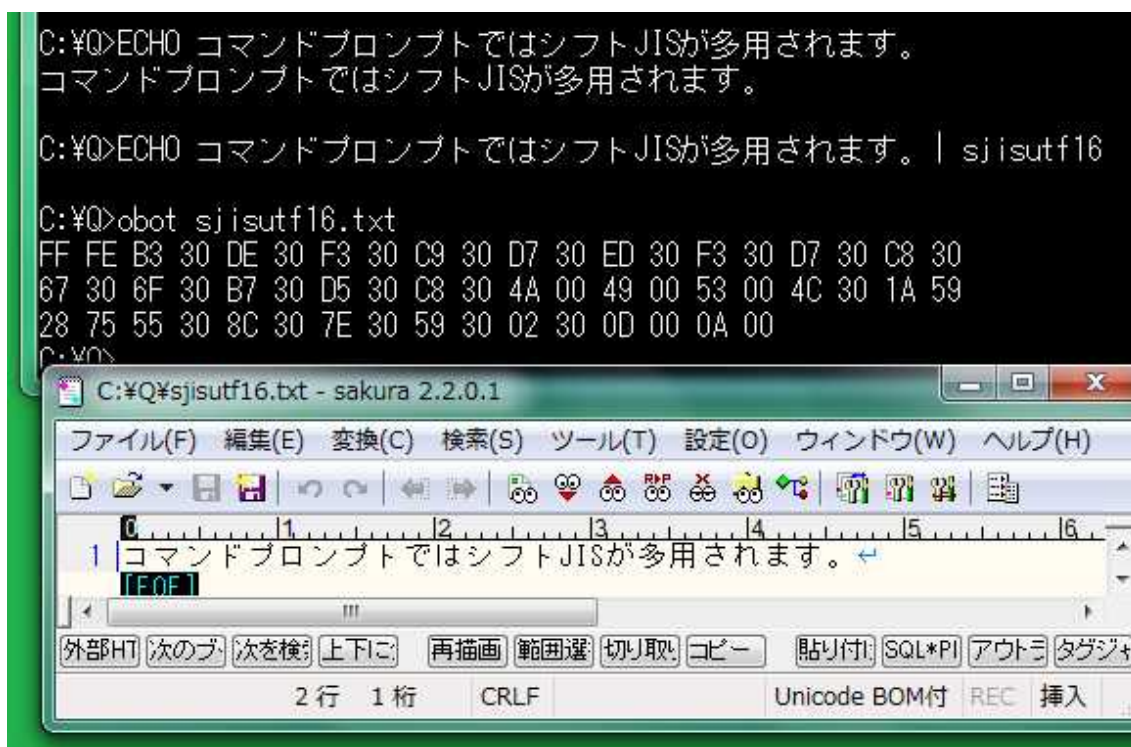 C:¥Q>ECHO コマンドプロンプトではシフトJISが多用されます。
コマンドプロンプトではシフトJISが多用されます。
C:¥Q>ECHO コマンドプロンプトではシフトJISが多用されます。| sjisutf16
C:¥Q>obot sjisutf16.txt
FF FE B3 30 DE 30 F3 30 C9 30 D7 30 ED 30 F3 30 D7 30 C8 30
67 30 6F 30 B7 30 D5 30 C8 30 4A 00 49 00 53 00 4C 30 1A 59
28 75 55 30 8C 30 7E 30 59 30 02 30 0D 00 0A 00
C:¥Q>
C:¥Q¥sjisutf16.txt - sakura 2.2.0.1
ファイル(F) 編集(E) 変換(C) 検索(S) ツール(T) 設定(O) ウィンドウ(W) ヘルプ(H)
0 1 2 3 4 5 6
1 コマンドプロンプトではシフトJISが多用されます。↵
[EOF]
外部HT 次のブ 次を検 上下に 再描画 範囲選 切り取 コピー 貼り付 SQL*Pl アウトラ タグジャ
2 行 1 桁 CRLF Unicode BOM付 REC 挿入